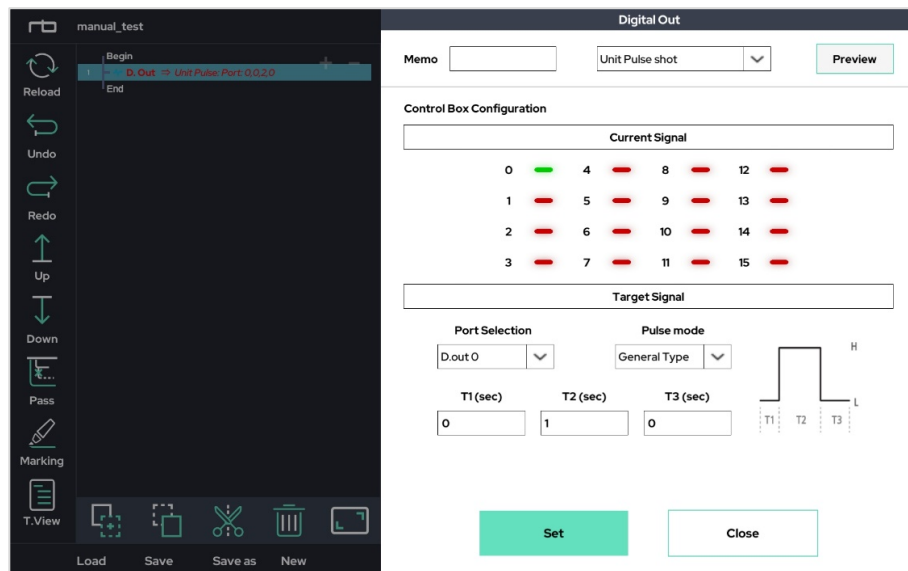 rb
manual_test
Reload
Undo
Redo
Up
Down
Pass
Marking
T.View
Begin
1 D. Out ⇒ Unit Pulse: Port: 0,0,2,0
End
Load Save Save as New
Digital Out
Memo Unit Pulse shot Preview
Control Box Configuration
Current Signal
0 4 8 12
1 5 9 13
2 6 10 14
3 7 11 15
Target Signal
Port Selection Pulse mode
D.out 0 General Type
T1 (sec) T2 (sec) T3 (sec)
0 1 0
H
L
T1 T2 T3
Set Close